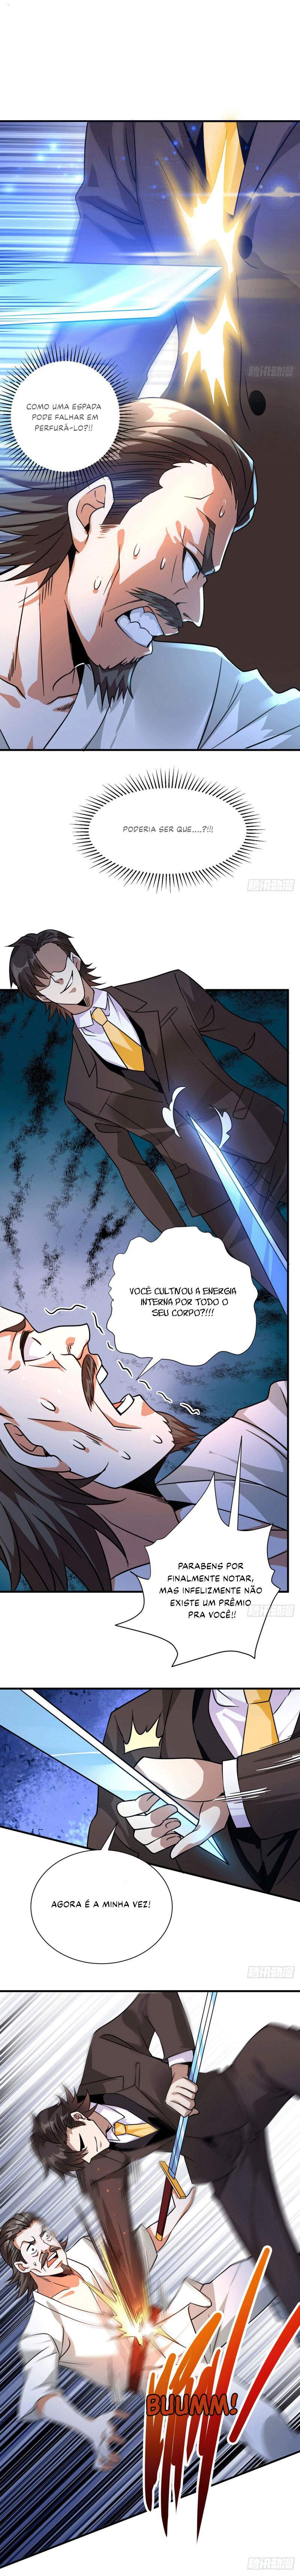 COMO UMA ESPADA
PODE FALHAR EM
PERFURÁ-LO?!!
PODERIA SER QUE....?!!!
VOCÊ CULTIVOU A ENERGIA
INTERNA POR TODO O
SEU CORPO?!!!
PARABENS POR
FINALMENTE NOTAR,
MAS INFELIZMENTE NÃO
EXISTE UM PRÊMIO
PRA VOCÊ!!
AGORA É A MINHA VEZ!
BUUMM!